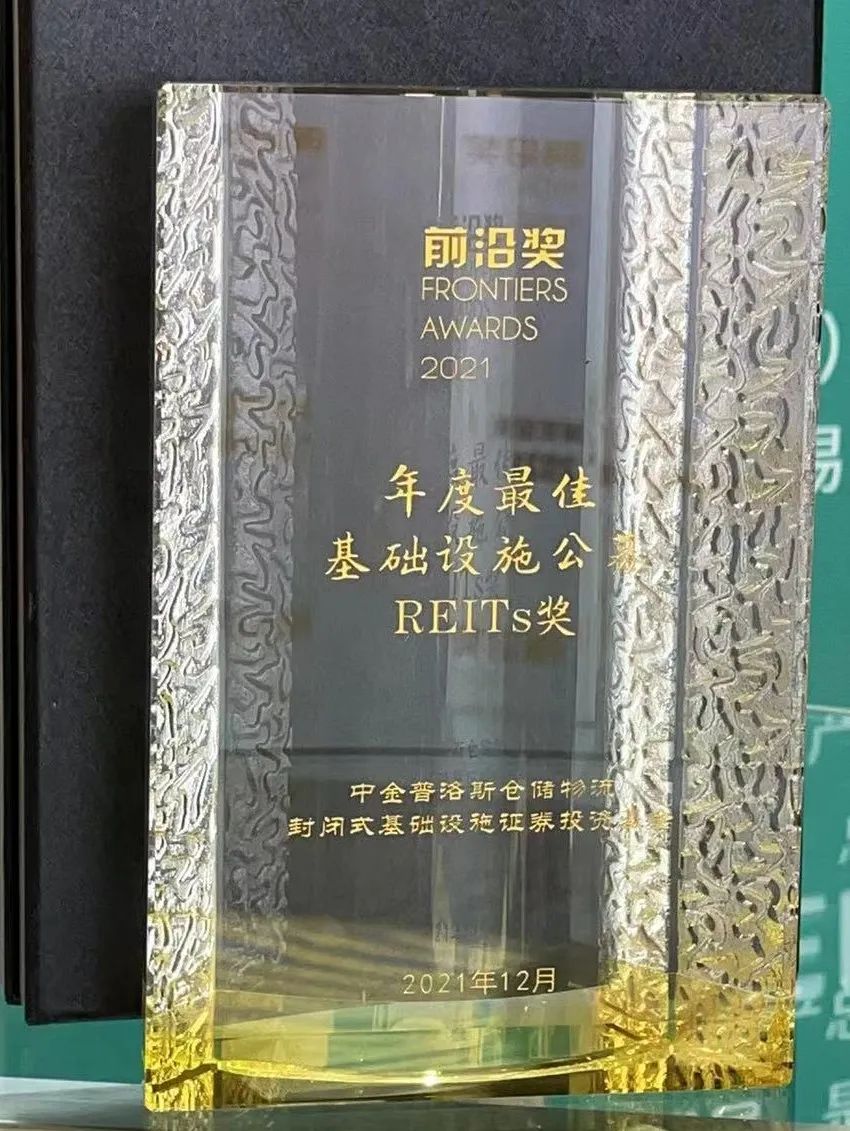 前沿奖
FRONTIERS
AWARDS
2021
年度最佳
基础设施公募
REITs奖
中金普洛斯仓储物流
封闭式基础设施证券投资基金
2021年12月
)
易
产